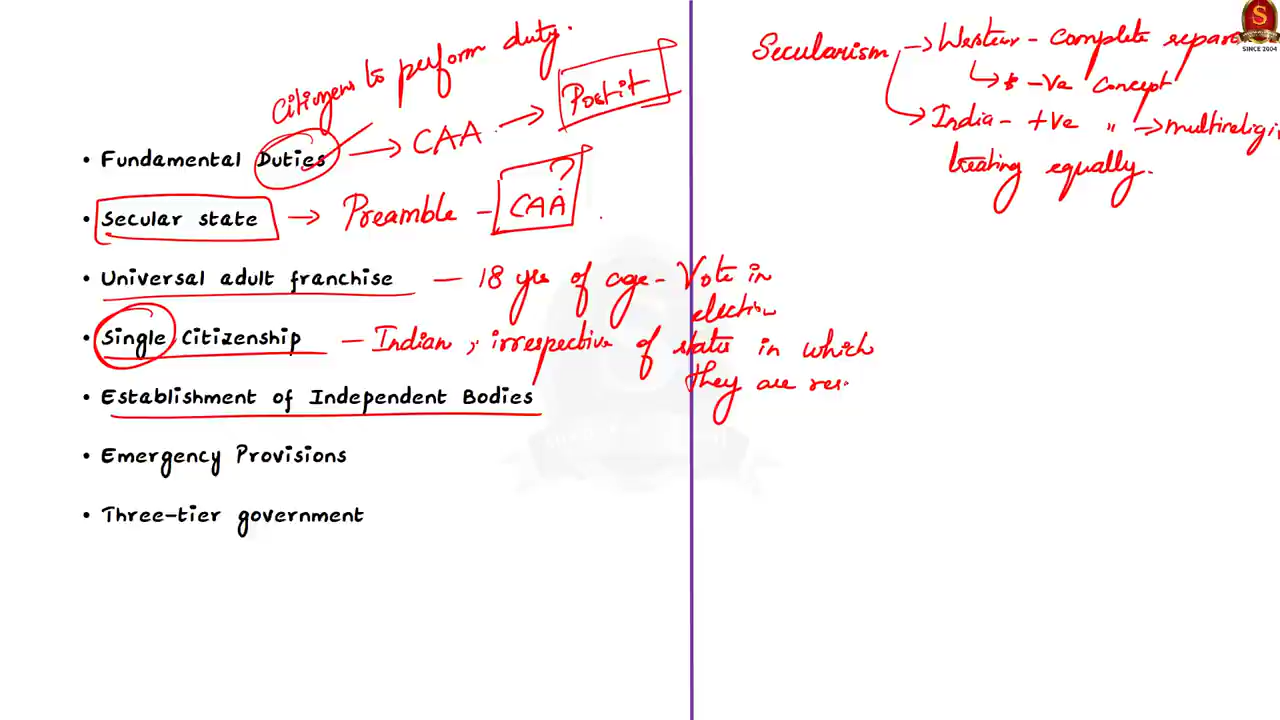 Citizens to perform duty.
• Fundamental Duties → CAA → Postit
• Secular state → Preamble - CAA ?
• Universal adult franchise — 18 yrs of age - Vote in
election
• Single Citizenship — Indian, irrespective of states in which
they are res.
• Establishment of Independent Bodies
• Emergency Provisions
• Three-tier government
Secularism → Western - complete separa
↳ -Ve concept
→ India - +Ve " → multireligi
treating equally.
S
SINCE 2004